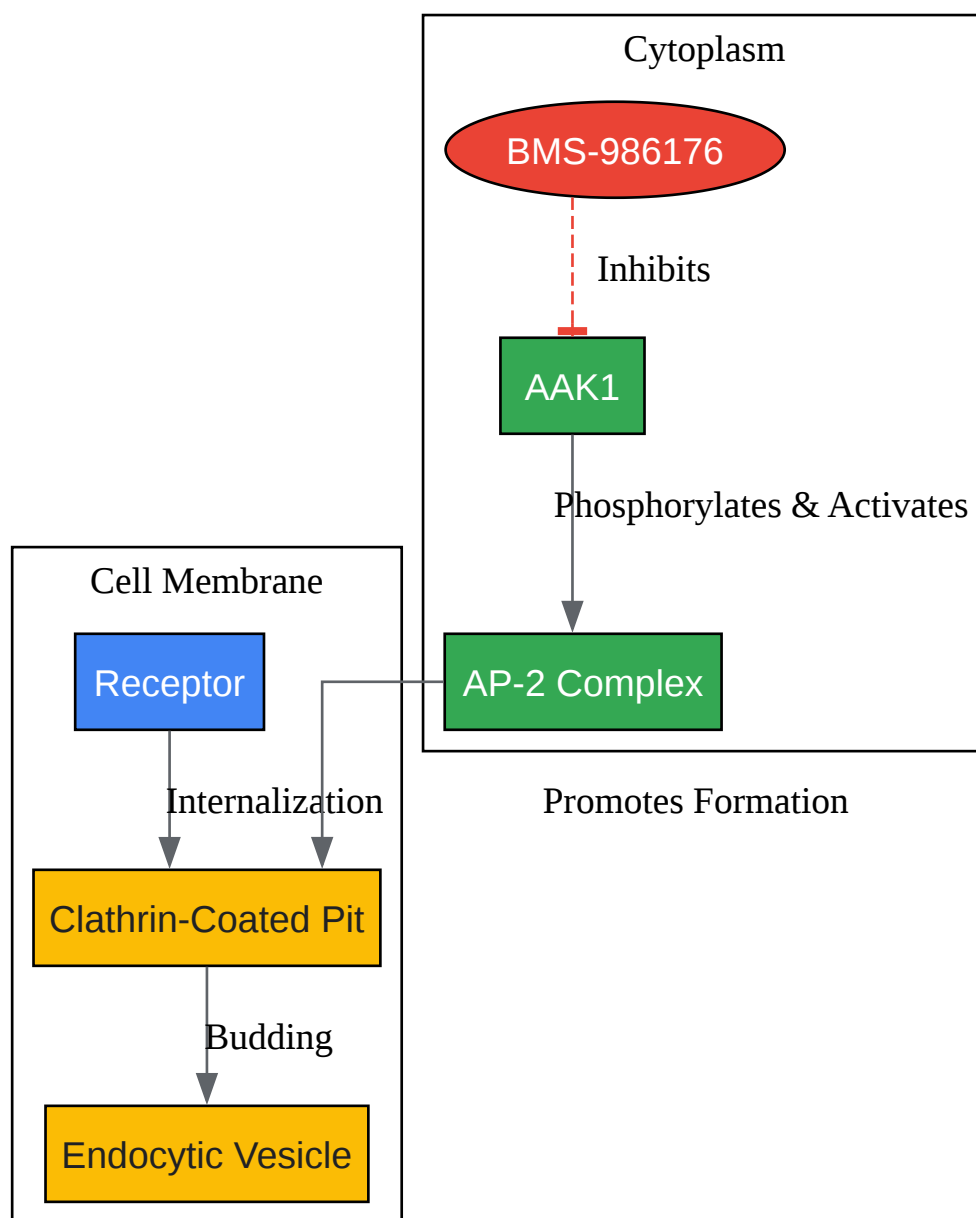 Cytoplasm
BMS-986176
Inhibits
AAK1
Phosphorylates & Activates
AP-2 Complex
Promotes Formation
Cell Membrane
Receptor
Internalization
Clathrin-Coated Pit
Budding
Endocytic Vesicle